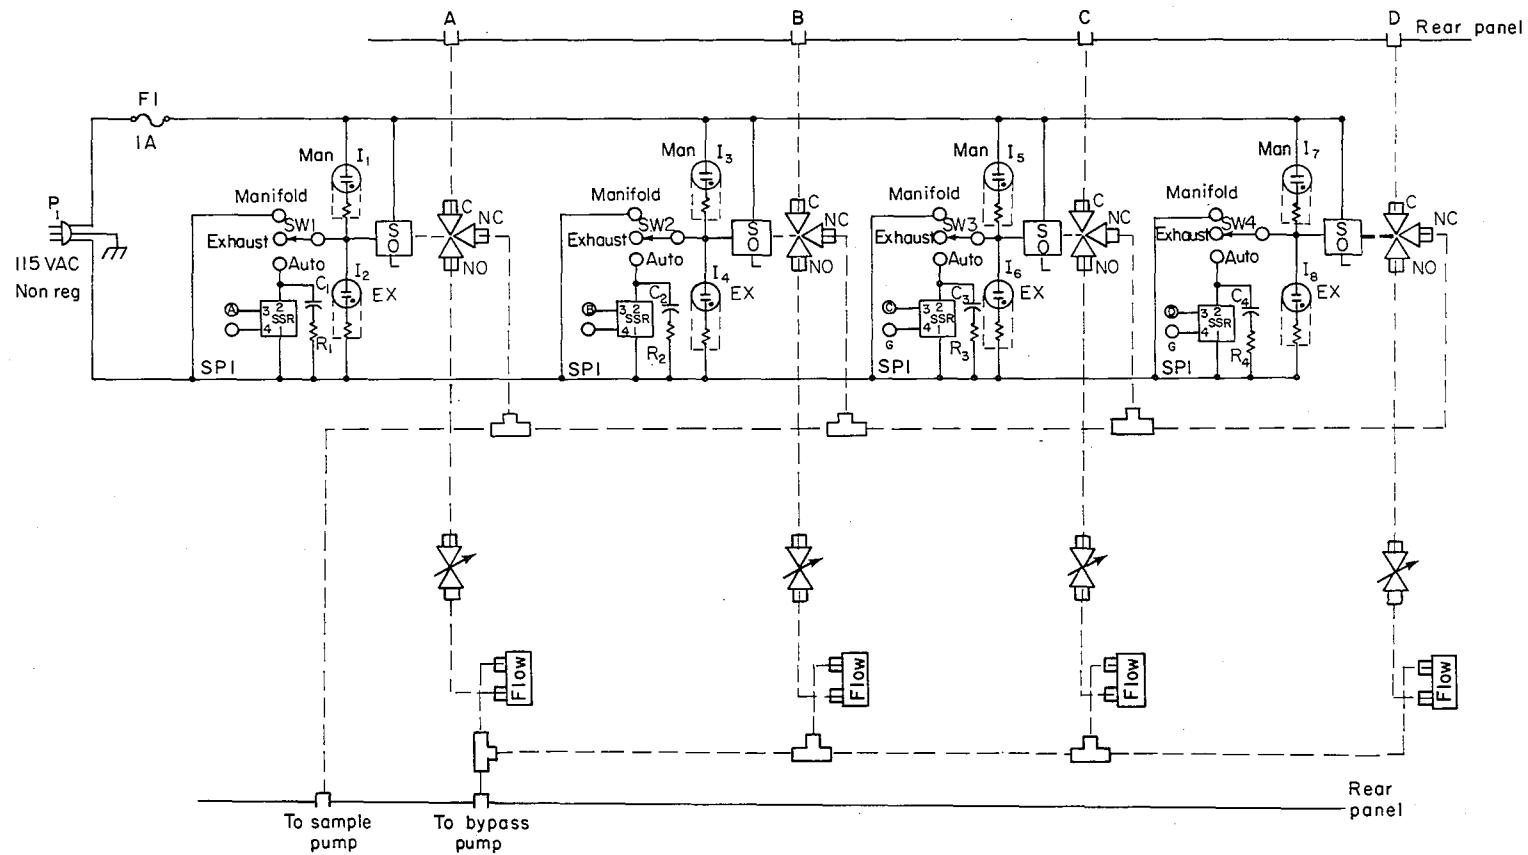 A B C D Rear panel
F1
1A
P1
115 VAC
Non reg
Man I1
Manifold
SW1
Exhaust
Auto
C NC
NO
SOL
I2
EX
C1
A 3 2
4 SSR
R1
SP1
Man I3
Manifold
SW2
Exhaust
Auto
C NC
NO
SOL
I4
EX
C2
B 3 2
4 SSR
R2
SP1
Man I5
Manifold
SW3
Exhaust
Auto
C NC
NO
SOL
I6
EX
C3
C 3 2
4 SSR
G
R3
SP1
Man I7
Manifold
SW4
Exhaust
Auto
C NC
NO
SOL
I8
EX
C4
D 3 2
4 SSR
G
R4
SP1
Flow Flow Flow Flow
Rear
panel
To sample
pump
To bypass
pump